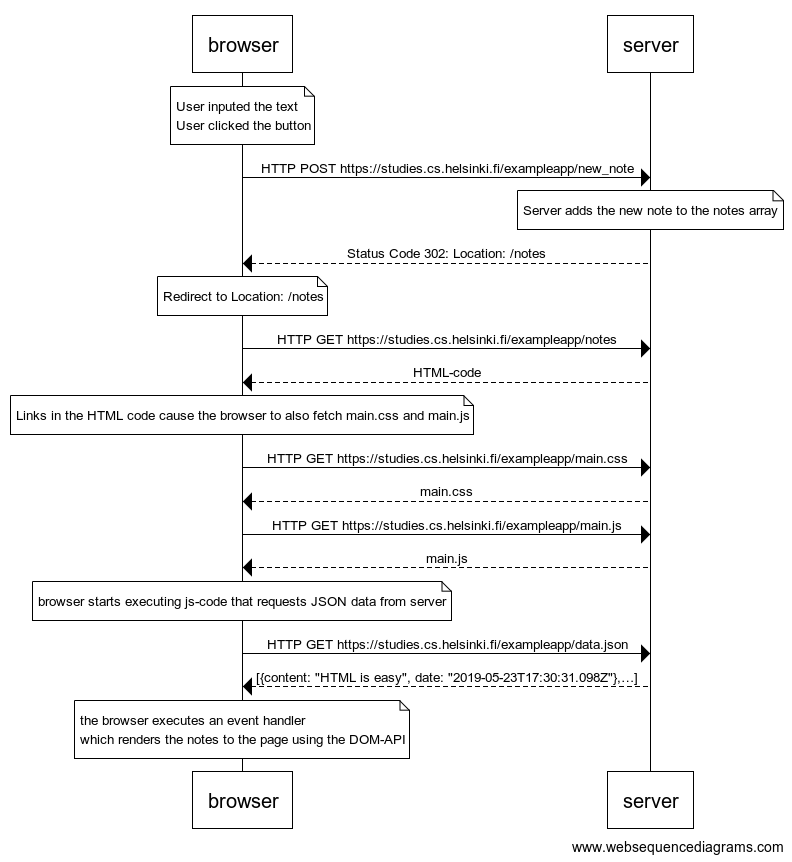 browser
server
User inputed the text
User clicked the button
HTTP POST https://studies.cs.helsinki.fi/exampleapp/new_note
Server adds the new note to the notes array
Status Code 302: Location: /notes
Redirect to Location: /notes
HTTP GET https://studies.cs.helsinki.fi/exampleapp/notes
HTML-code
Links in the HTML code cause the browser to also fetch main.css and main.js
HTTP GET https://studies.cs.helsinki.fi/exampleapp/main.css
main.css
HTTP GET https://studies.cs.helsinki.fi/exampleapp/main.js
main.js
browser starts executing js-code that requests JSON data from server
HTTP GET https://studies.cs.helsinki.fi/exampleapp/data.json
[{content: "HTML is easy", date: "2019-05-23T17:30:31.098Z"},...]
the browser executes an event handler
which renders the notes to the page using the DOM-API
browser
server
www.websequencediagrams.com